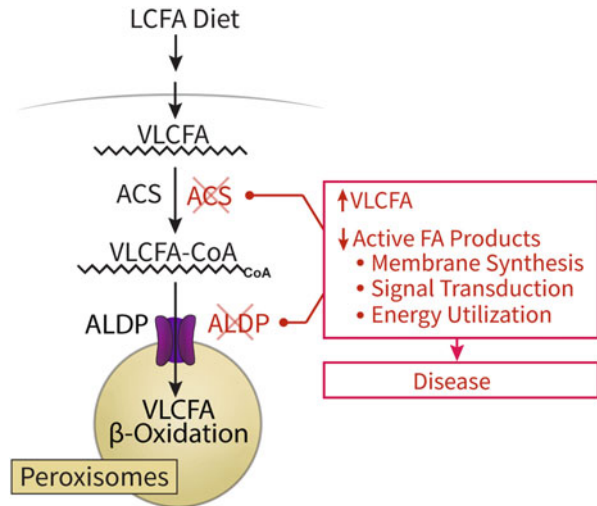 LCFA Diet
VLCFA
ACS ACS
VLCFA-CoA
CoA
ALDP ALDP
VLCFA
β-Oxidation
Peroxisomes
↑VLCFA
↓Active FA Products
• Membrane Synthesis
• Signal Transduction
• Energy Utilization
Disease